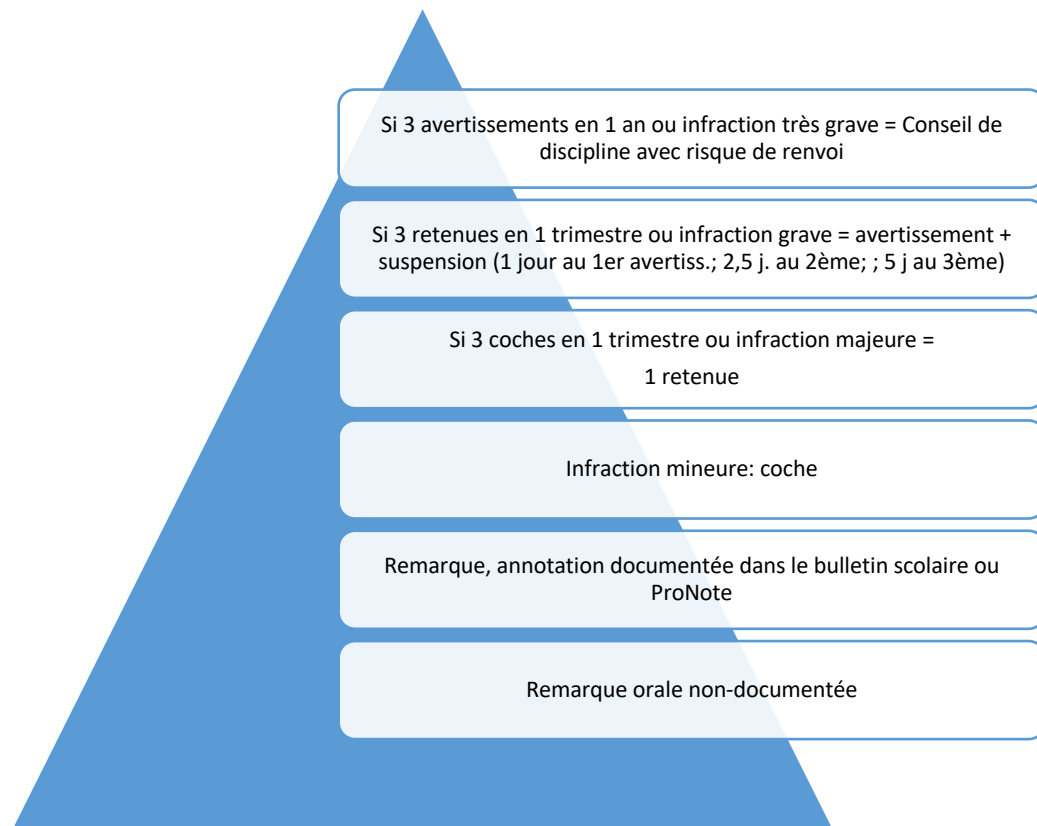 Si 3 avertissements en 1 an ou infraction très grave = Conseil de
discipline avec risque de renvoi
Si 3 retenues en 1 trimestre ou infraction grave = avertissement +
suspension (1 jour au 1er avertiss.; 2,5 j. au 2ème; ; 5 j au 3ème)
Si 3 coches en 1 trimestre ou infraction majeure =
1 retenue
Infraction mineure: coche
Remarque, annotation documentée dans le bulletin scolaire ou
ProNote
Remarque orale non-documentée